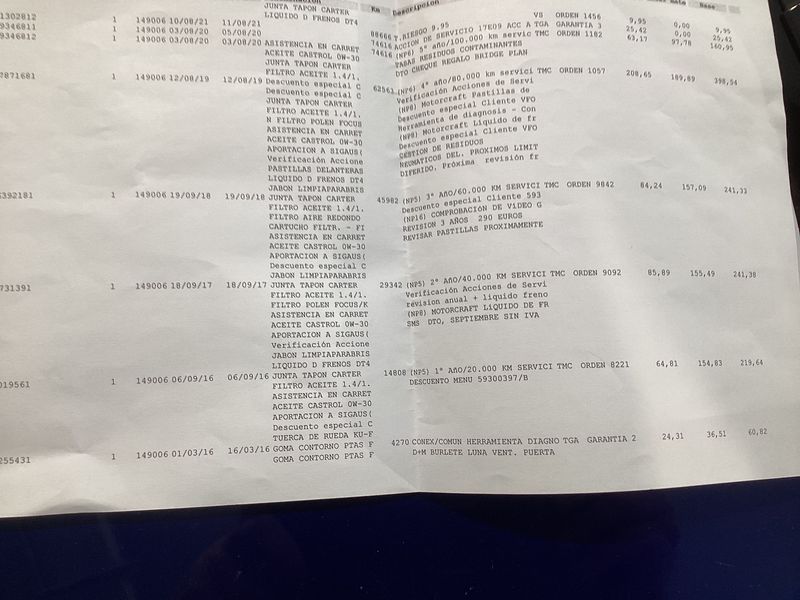 Km Descripcion Base
JUNTA TAPON CARTER
1302812 1 149006 10/08/21 11/08/21 LIQUIDO D FRENOS DT4 88666 T.RIESGO 9.95 VS ORDEN 1456 9,95 0,00 9,95
9346811 1 149006 03/08/20 05/08/20 74616 ACCION DE SERVICIO 17E09 ACC A TGA GARANTIA 3 25,42 0,00 25,42
9346812 1 149006 03/08/20 03/08/20 ASISTENCIA EN CARRET 74616 (NP6) 5º año/100.000 km servic TMC ORDEN 1182 63,17 97,78 160,95
ACEITE CASTROL 0W-30 TASAS RESIDUOS CONTAMINANTES
JUNTA TAPON CARTER DTO CHEQUE REGALO BRIDGE PLAN
FILTRO ACEITE 1.4/1.
2871681 1 149006 12/08/19 12/08/19 Descuento especial C 62561 (NP6) 4º año/80.000 km servici TMC ORDEN 1057 208,65 189,89 398,54
Descuento especial C Verificación Acciones de Servi
JUNTA TAPON CARTER (NP8) Motorcraft Pastillas de
FILTRO ACEITE 1.4/1. Descuento especial Cliente VFO
N FILTRO POLEN FOCUS Herramienta de diagnosis - Con
ASISTENCIA EN CARRET (NP8) Motorcraft Liquido de fr
ACEITE CASTROL 0W-30 Descuento especial Cliente VFO
APORTACION A SIGAUS( GESTION DE RESIDUOS
Verificación Accione NEUMATICOS DEL. PROXIMOS LIMIT
PASTILLAS DELANTERAS DIFERIDO. Próxima revisión fr
LIQUIDO D FRENOS DT4
JABON LIMPIAPARABRIS
6392181 1 149006 19/09/18 19/09/18 JUNTA TAPON CARTER 45982 (NP5) 3º AñO/60.000 KM SERVICI TMC ORDEN 9842 84,24 157,09 241,33
FILTRO ACEITE 1.4/1. Descuento especial Cliente 593
FILTRO AIRE REDONDO (NP16) COMPROBACIÓN DE VIDEO G
CARTUCHO FILTR. - FI REVISION 3 AÑOS 290 EUROS
ASISTENCIA EN CARRET REVISAR PASTILLAS PROXIMAMENTE
ACEITE CASTROL 0W-30
APORTACION A SIGAUS(
Descuento especial C
JABON LIMPIAPARABRIS
731391 1 149006 18/09/17 18/09/17 JUNTA TAPON CARTER 29342 (NP5) 2º AñO/40.000 KM SERVICI TMC ORDEN 9092 85,89 155,49 241,38
FILTRO ACEITE 1.4/1. Verificación Acciones de Servi
FILTRO POLEN FOCUS/K revision anual + liquido freno
ASISTENCIA EN CARRET (NP8) MOTORCRAFT LIQUIDO DE FR
ACEITE CASTROL 0W-30 SMS DTO, SEPTIEMBRE SIN IVA
APORTACION A SIGAUS(
Verificación Accione
JABON LIMPIAPARABRIS
LIQUIDO D FRENOS DT4
019561 1 149006 06/09/16 06/09/16 JUNTA TAPON CARTER 14808 (NP5) 1º AñO/20.000 KM SERVICI TMC ORDEN 8221 64,81 154,83 219,64
FILTRO ACEITE 1.4/1. DESCUENTO MENU 59300397/B
ASISTENCIA EN CARRET
ACEITE CASTROL 0W-30
APORTACION A SIGAUS(
Descuento especial C
TUERCA DE RUEDA KU-F
255431 1 149006 01/03/16 16/03/16 GOMA CONTORNO PTAS F 4270 CONEX/COMUN HERRAMIENTA DIAGNO TGA GARANTIA 2 24,31 36,51 60,82
GOMA CONTORNO PTAS F D+M BURLETE LUNA VENT. PUERTA